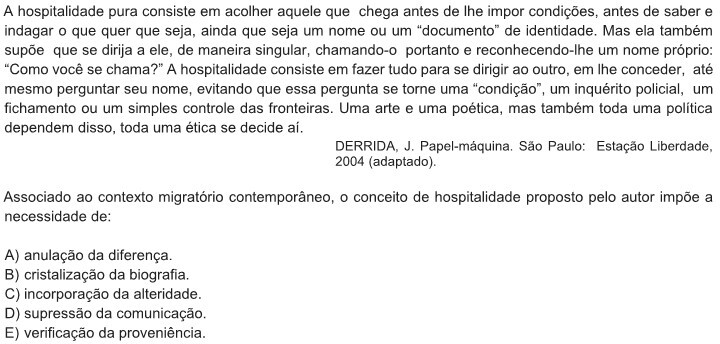 A hospitalidade pura consiste em acolher aquele que chega antes de lhe impor condições, antes de saber e
indagar o que quer que seja, ainda que seja um nome ou um “documento” de identidade. Mas ela também
supõe que se dirija a ele, de maneira singular, chamando-o portanto e reconhecendo-lhe um nome próprio:
“Como você se chama?” A hospitalidade consiste em fazer tudo para se dirigir ao outro, em lhe conceder, até
mesmo perguntar seu nome, evitando que essa pergunta se torne uma “condição”, um inquérito policial, um
fichamento ou um simples controle das fronteiras. Uma arte e uma poética, mas também toda uma política
dependem disso, toda uma ética se decide aí.
DERRIDA, J. Papel-máquina. São Paulo: Estação Liberdade,
2004 (adaptado).
Associado ao contexto migratório contemporâneo, o conceito de hospitalidade proposto pelo autor impõe a
necessidade de:
A) anulação da diferença.
B) cristalização da biografia.
C) incorporação da alteridade.
D) supressão da comunicação.
E) verificação da proveniência.